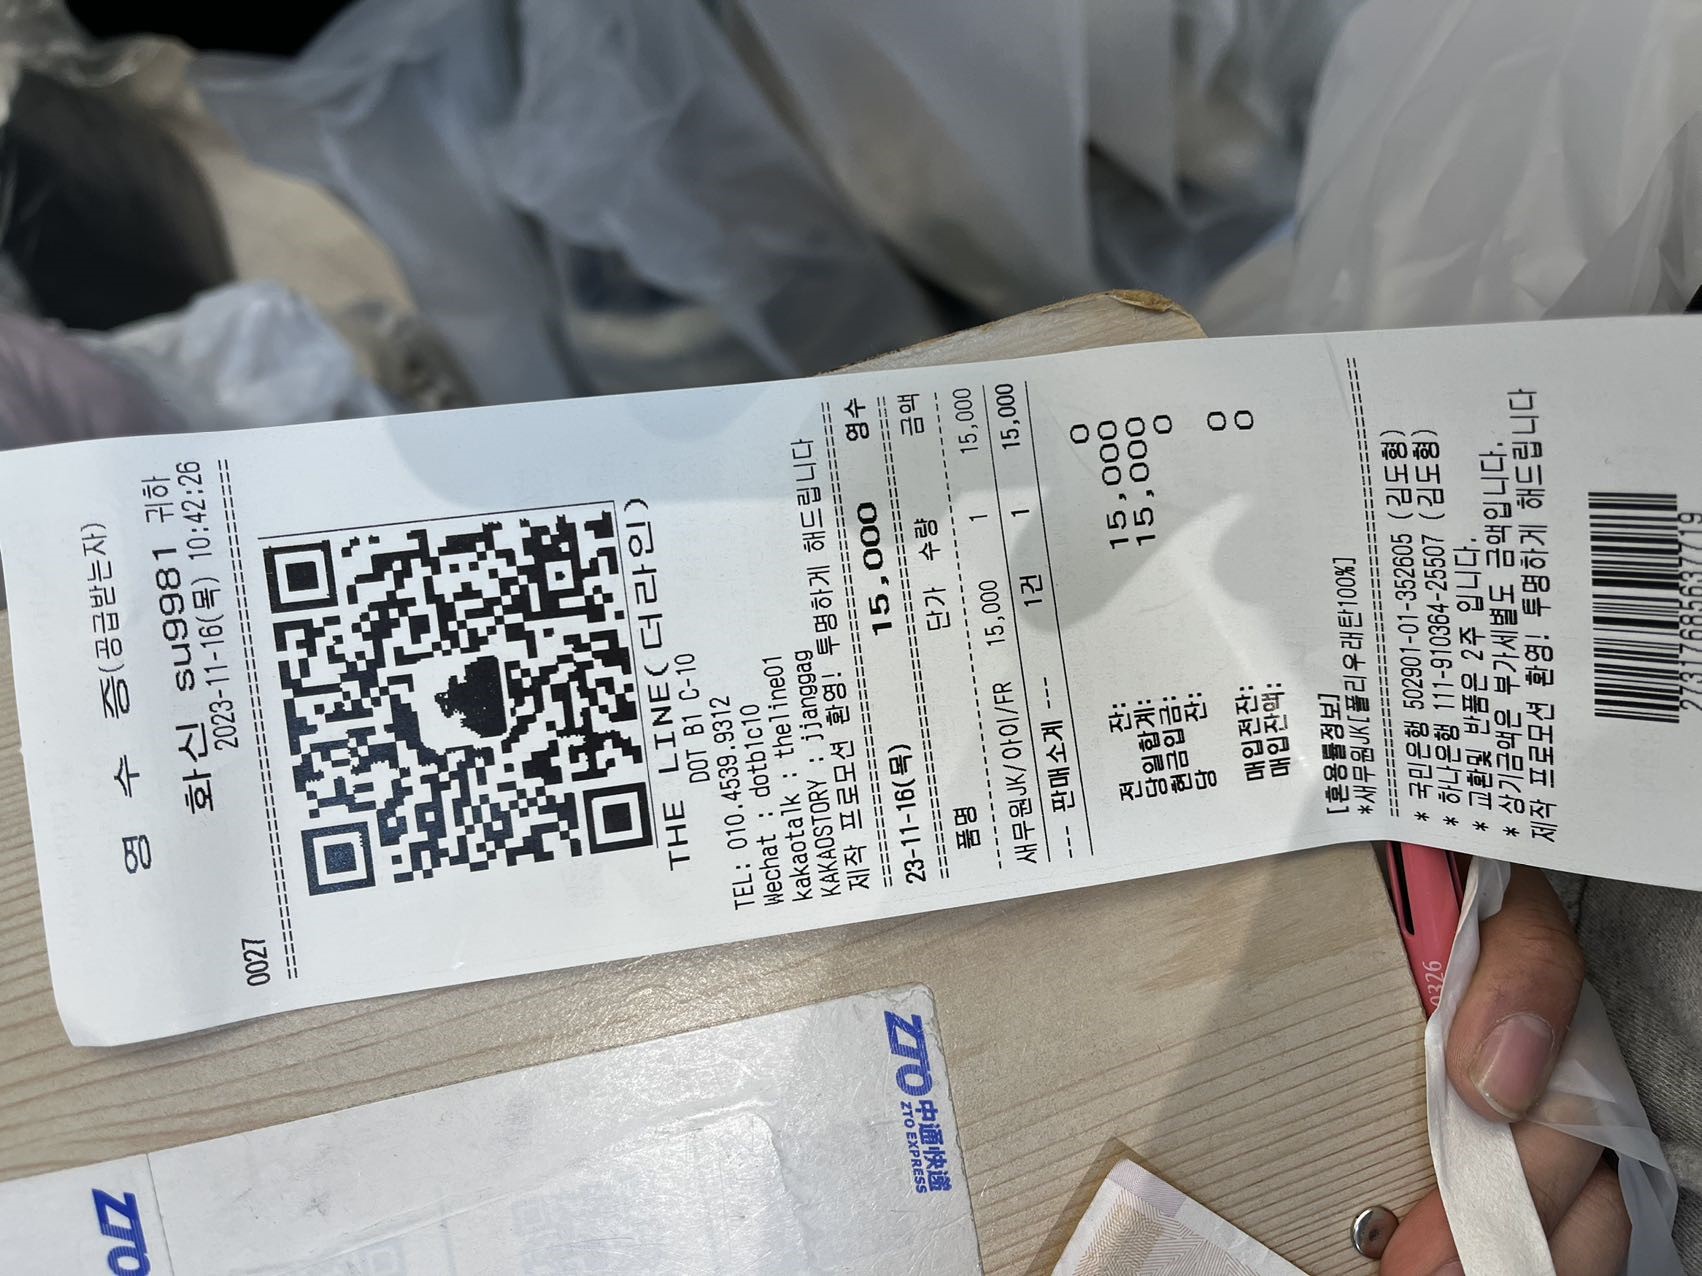 영 수 증(공급받는자)
화신 su9981 귀하
2023-11-16(목) 10:42:26
0027
THE LINE(더라인)
DOT B1 C-10
TEL: 010.4539.9312
Wechat : dotb1c10
kakaotalk : theline01
KAKAOSTORY : jjanggag
제작 프로모션 환영! 투명하게 해드립니다
23-11-16(목) 15,000 영수
품명 단가 수량 금액
새무원JK/아이/FR 15,000 1 15,000
--- 판매소계 --- 1건 1 15,000
전 잔: 0
당일합계: 15,000
현금입금: 15,000
당 잔: 0
매입전잔: 0
매입잔액: 0
[혼용률정보]
*새무원JK[폴리우레탄100%]
* 국민은행 502901-01-352605 (김도형)
* 하나은행 111-910364-25507 (김도형)
* 교환및 반품은 2주 입니다.
* 상기금액은 부가세별도 금액입니다.
제작 프로모션 환영! 투명하게 해드립니다
0326
ZTO
中通快递
ZTO EXPRESS
ZTO